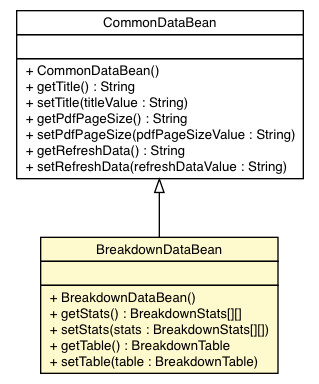 CommonDataBean
+ CommonDataBean()
+ getTitle() : String
+ setTitle(titleValue : String)
+ getPdfPageSize() : String
+ setPdfPageSize(pdfPageSizeValue : String)
+ getRefreshData() : String
+ setRefreshData(refreshDataValue : String)
BreakdownDataBean
+ BreakdownDataBean()
+ getStats() : BreakdownStats[][]
+ setStats(stats : BreakdownStats[][])
+ getTable() : BreakdownTable
+ setTable(table : BreakdownTable)